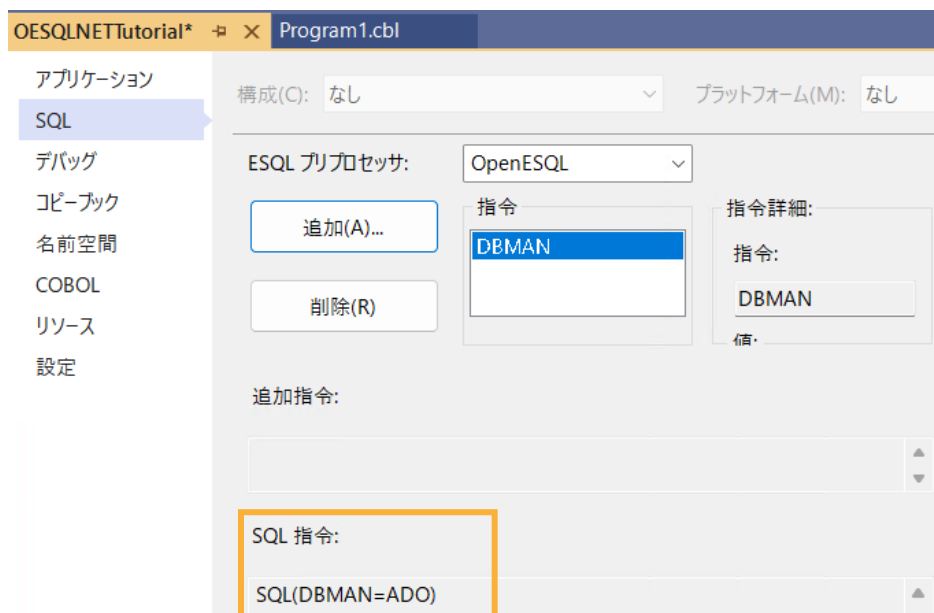 OESQLNETTutorial* Program1.cbl
アプリケーション
SQL
デバッグ
コピーブック
名前空間
COBOL
リソース
設定
構成(C): なし プラットフォーム(M): なし
ESQL プリプロセッサ: OpenESQL
追加(A)...
削除(R)
指令
DBMAN
指令詳細:
指令:
DBMAN
値:
追加指令:
SQL 指令:
SQL(DBMAN=ADO)